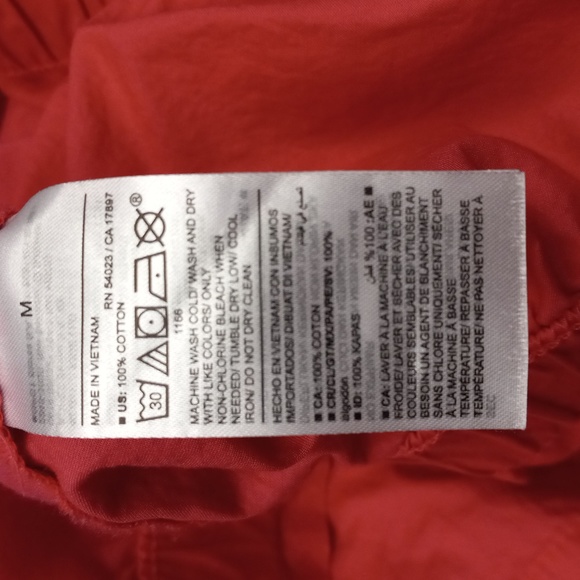 M
MADE IN VIETNAM
RN 54023 / CA 17897
■ US: 100% COTTON
30
®
1156
MACHINE WASH COLD/ WASH AND DRY
WITH LIKE COLORS/ ONLY
NON-CHLORINE BLEACH WHEN
NEEDED/ TUMBLE DRY LOW/ COOL
IRON/ DO NOT DRY CLEAN
HECHO EN VIETNAM CON INSUMOS
IMPORTADOS/ DIBUAT DI VIETNAM/
■ CA: 100% COTON
■ CR/CL/GT/MX/PA/PE/SV: 100%
algodon
■ ID: 100% KAPAS
■ AE: 100%
■ CA: LAVER À LA MACHINE À L'EAU
FROIDE/ LAVER ET SÉCHER AVEC DES
COULEURS SEMBLABLES/ UTILISER AU
BESOIN UN AGENT DE BLANCHIMENT
SANS CHLORE UNIQUEMENT/ SÉCHER
À LA MACHINE À BASSE
TEMPÉRATURE/ REPASSER À BASSE
TEMPÉRATURE/ NE PAS NETTOYER À
SEC